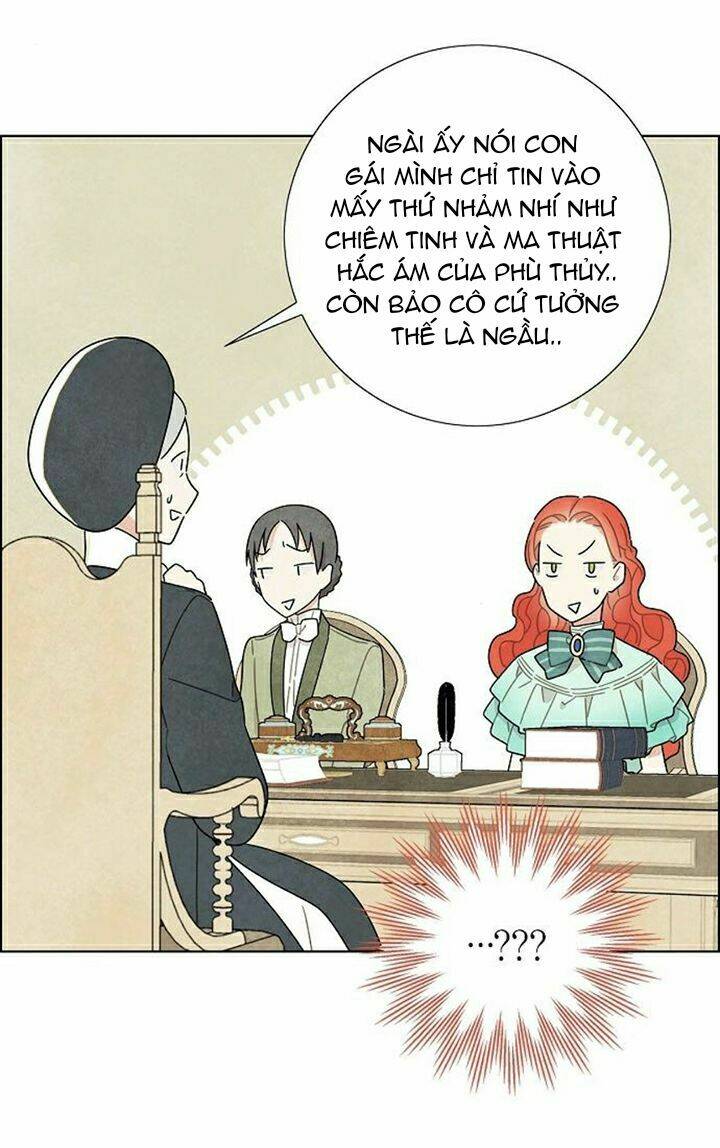 NGÀI ẤY NÓI CON
GÁI MÌNH CHỈ TIN VÀO
MẤY THỨ NHẢM NHÍ NHƯ
CHIÊM TINH VÀ MA THUẬT
HẮC ÁM CỦA PHÙ THỦY..
CÒN BẢO CÔ CỨ TƯỞNG
THẾ LÀ NGẦU..
...???